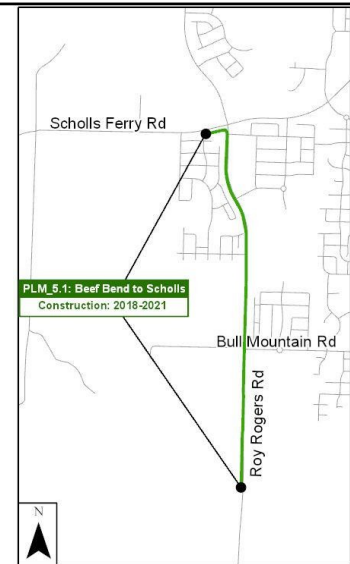 Scholls Ferry Rd
PLM_5.1: Beef Bend to Scholls
Construction: 2018-2021
Bull Mountain Rd
Roy Rogers Rd
N